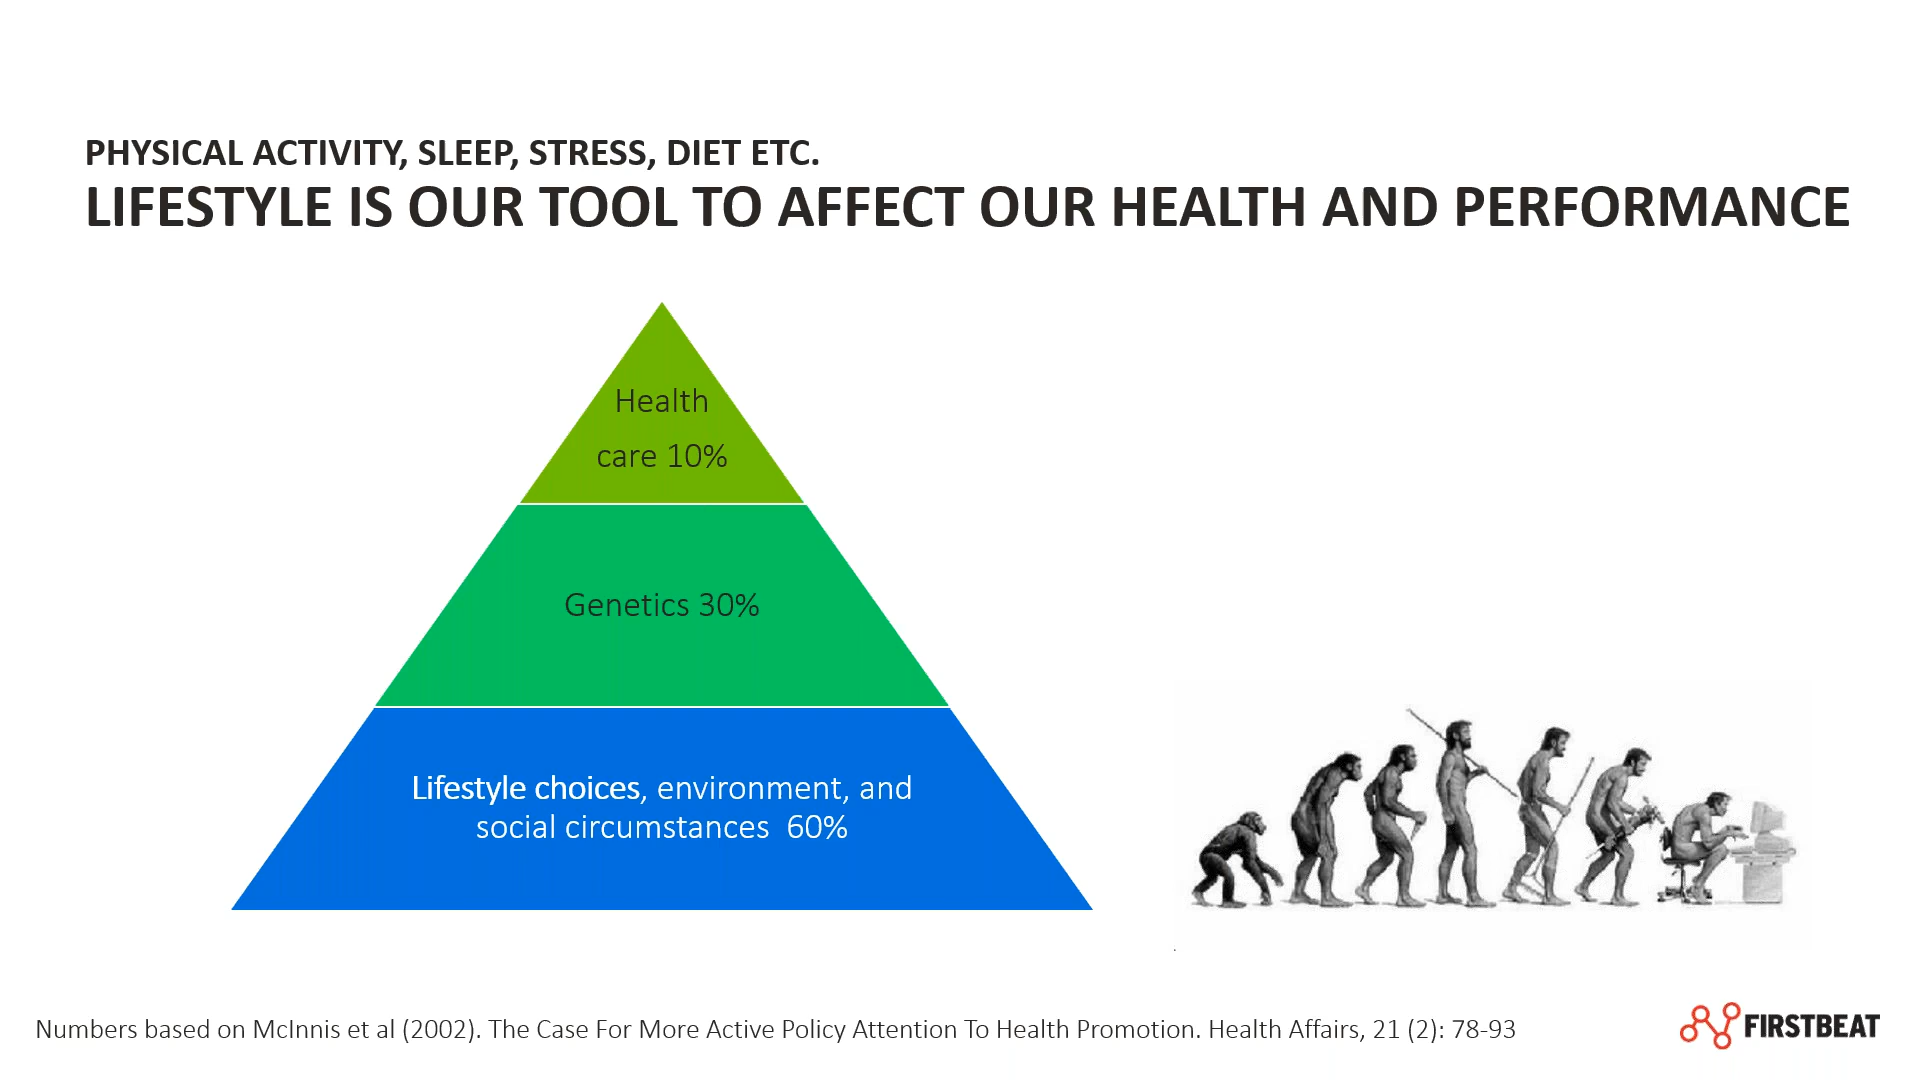 PHYSICAL ACTIVITY, SLEEP, STRESS, DIET ETC.
LIFESTYLE IS OUR TOOL TO AFFECT OUR HEALTH AND PERFORMANCE
Health
care 10%
Genetics 30%
Lifestyle choices, environment, and
social circumstances  60%
.
Numbers based on McInnis et al (2002). The Case For More Active Policy Attention To Health Promotion. Health Affairs, 21 (2): 78-93
FIRSTBEAT